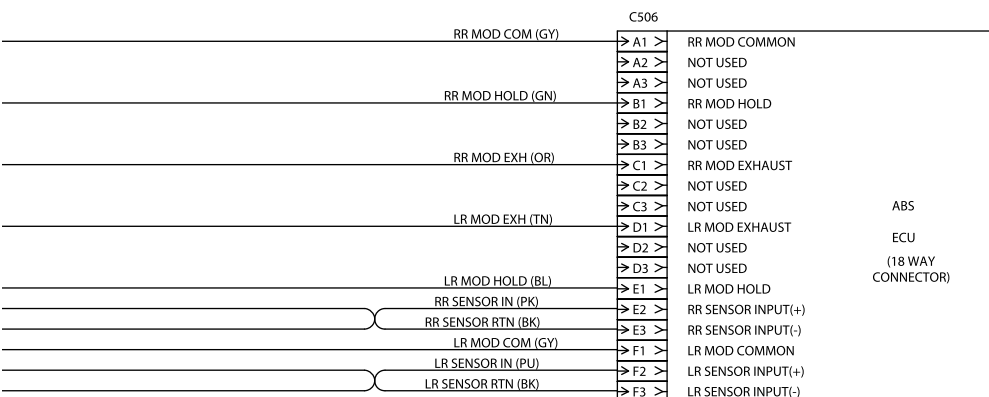 C506
RR MOD COM (GY) A1 RR MOD COMMON
A2 NOT USED
A3 NOT USED
RR MOD HOLD (GN) B1 RR MOD HOLD
B2 NOT USED
B3 NOT USED
RR MOD EXH (OR) C1 RR MOD EXHAUST
C2 NOT USED
C3 NOT USED ABS
LR MOD EXH (TN) D1 LR MOD EXHAUST
D2 NOT USED ECU
D3 NOT USED (18 WAY
CONNECTOR)
LR MOD HOLD (BL) E1 LR MOD HOLD
RR SENSOR IN (PK) E2 RR SENSOR INPUT(+)
RR SENSOR RTN (BK) E3 RR SENSOR INPUT(-)
LR MOD COM (GY) F1 LR MOD COMMON
LR SENSOR IN (PU) F2 LR SENSOR INPUT(+)
LR SENSOR RTN (BK) F3 LR SENSOR INPUT(-)